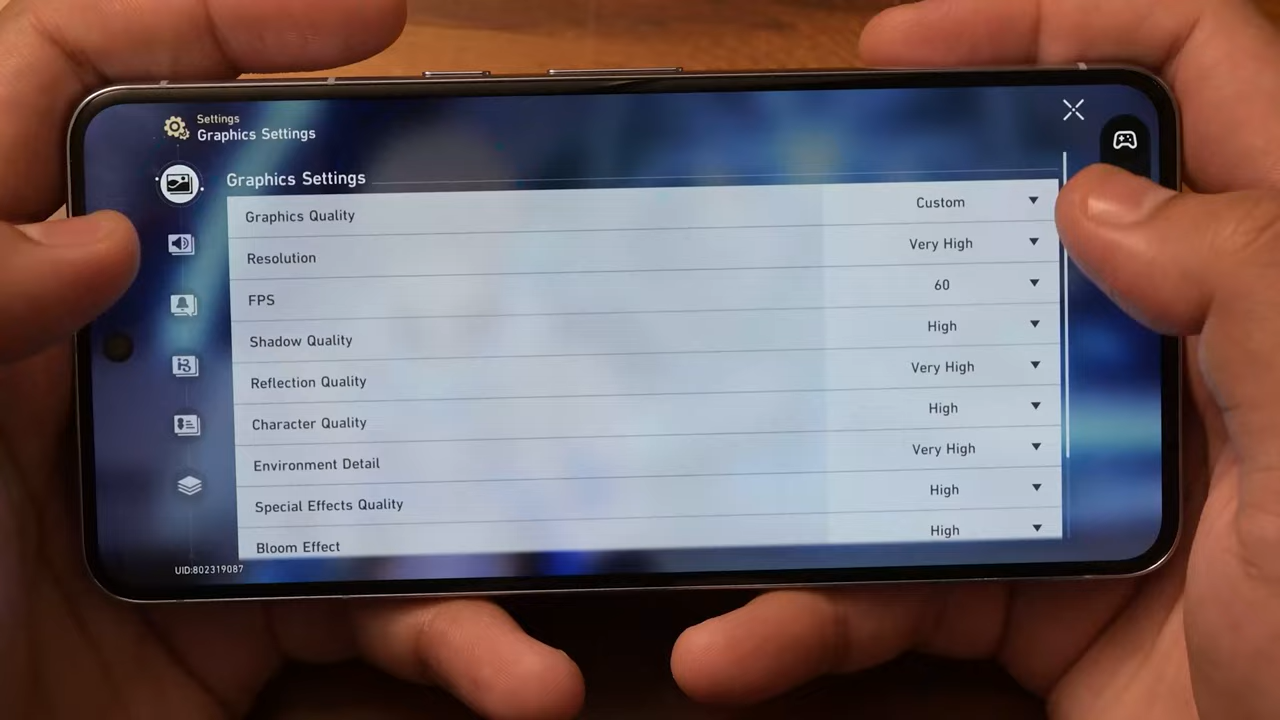 Settings
Graphics Settings
Graphics Settings
Graphics Quality Custom
Resolution Very High
FPS 60
Shadow Quality High
Reflection Quality Very High
Character Quality High
Environment Detail Very High
Special Effects Quality High
Bloom Effect High
UID:802319087